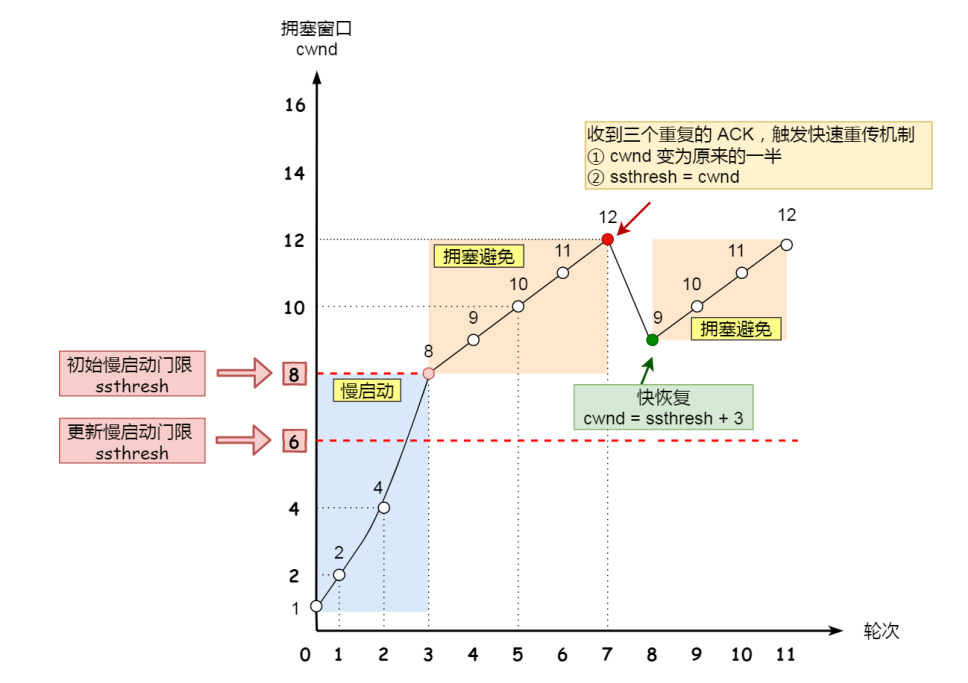 拥塞窗口
cwnd
16
14
12
10
8
6
4
2
1
收到三个重复的 ACK，触发快速重传机制
① cwnd 变为原来的一半
② ssthresh = cwnd
初始慢启动门限
ssthresh
更新慢启动门限
ssthresh
慢启动
拥塞避免
2
4
8
9
10
11
12
9
10
11
12
拥塞避免
快恢复
cwnd = ssthresh + 3
轮次
0 1 2 3 4 5 6 7 8 9 10 11